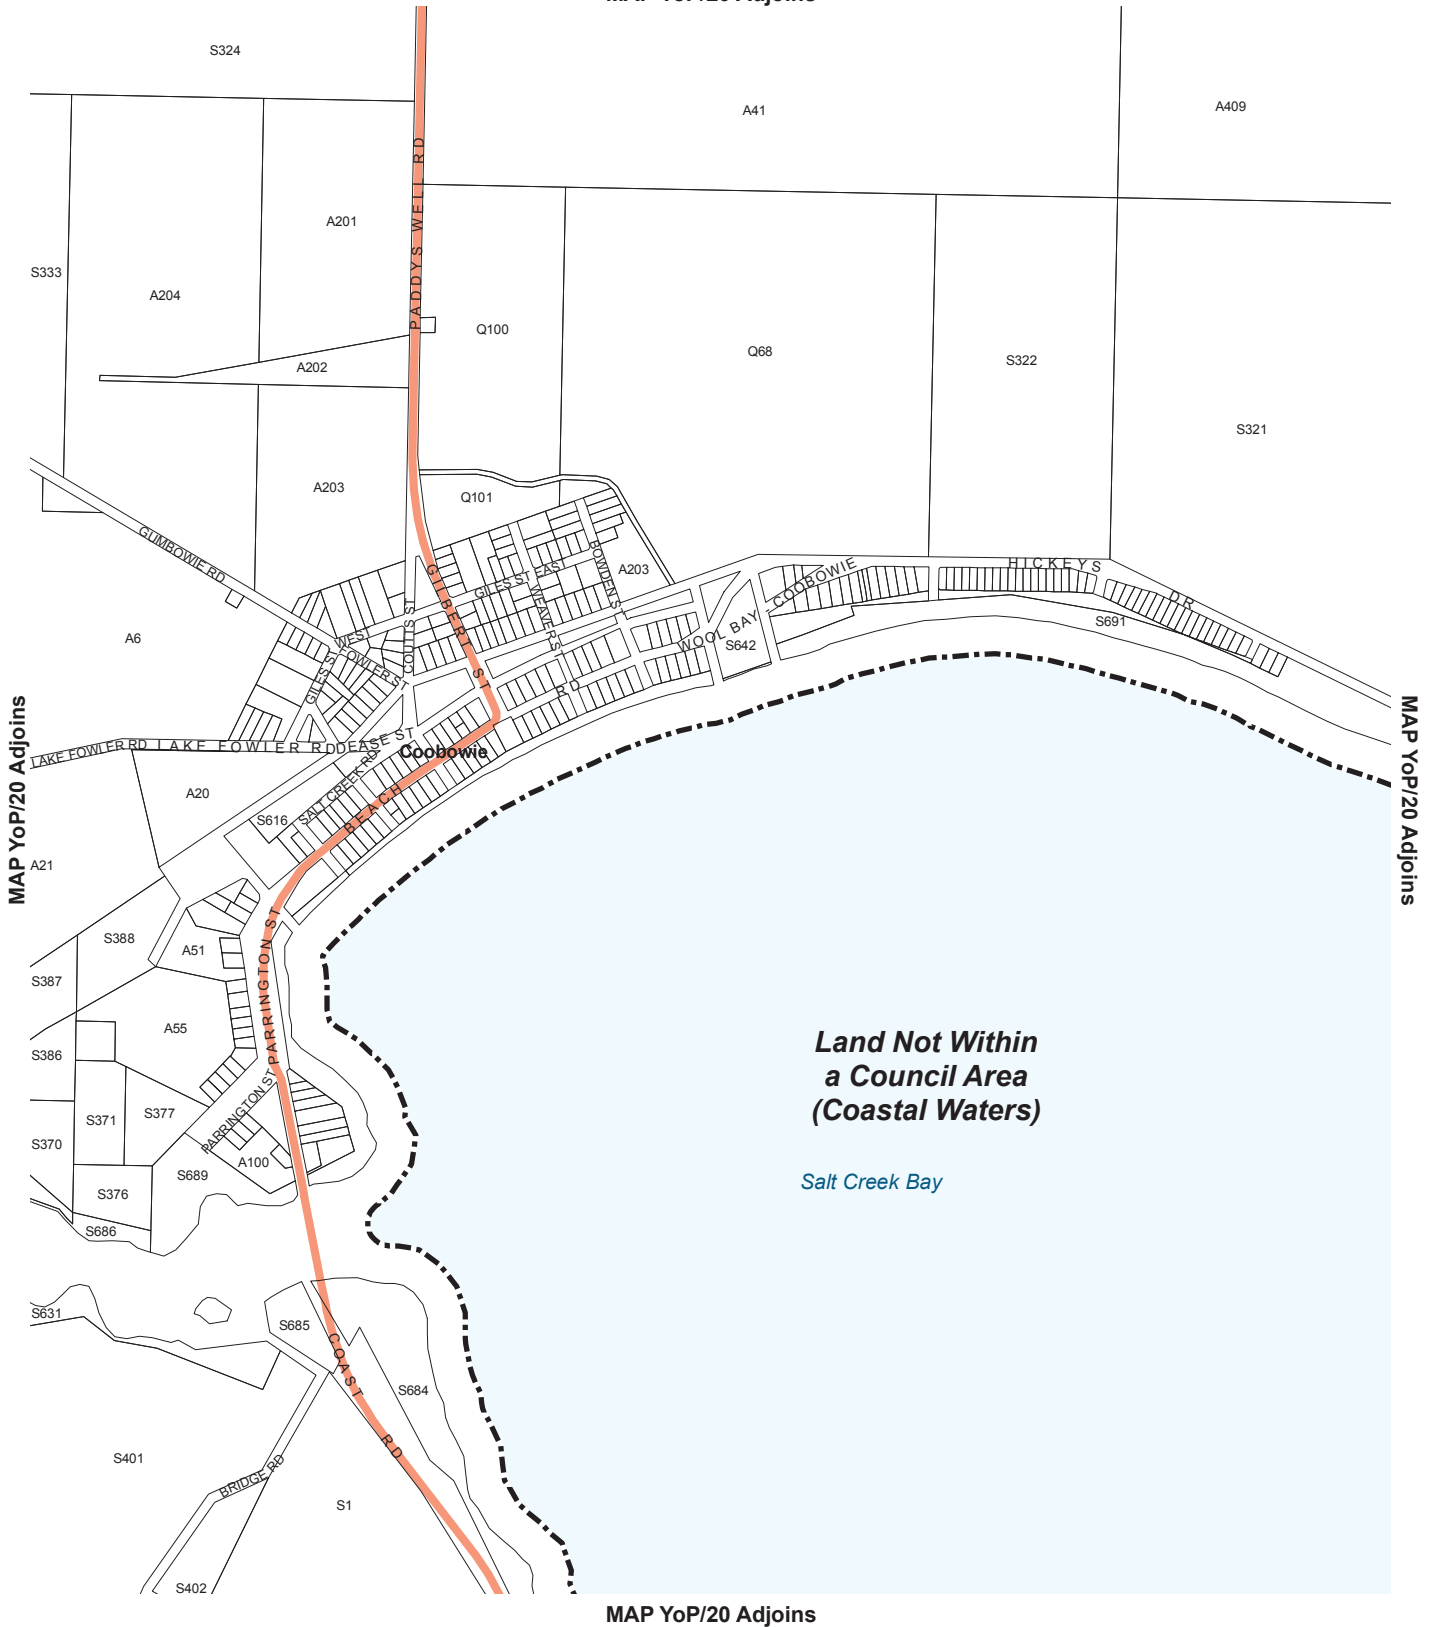 S324
A41
A409
PADDYS WELL RD
A201
S333
A204
Q100
Q68
S322
A202
S321
A203
Q101
GUMBOWIE RD
GILBERT ST
GILES ST EAST
BOWDEN ST
A203
WEAVER ST
WOOL BAY - COOBOWIE
RD
HICKEYS
DR
S691
S642
A6
WEST
GILES ST
FOWLER ST
COUTTS ST
MAP YoP/20 Adjoins
MAP YoP/20 Adjoins
LAKE FOWLER RD
LAKE FOWLER RD
DEASE ST
Coobowie
SALT CREEK RD
BEACH
A20
S616
A21
S388
A51
S387
PARRINGTON ST
A55
S386
S371
S377
PARRINGTON ST
S370
A100
S689
S376
S686
Land Not Within
a Council Area
(Coastal Waters)
Salt Creek Bay
S631
S685
COAST
RD
S684
S401
BRIDGE RD
S1
S402
MAP YoP/20 Adjoins